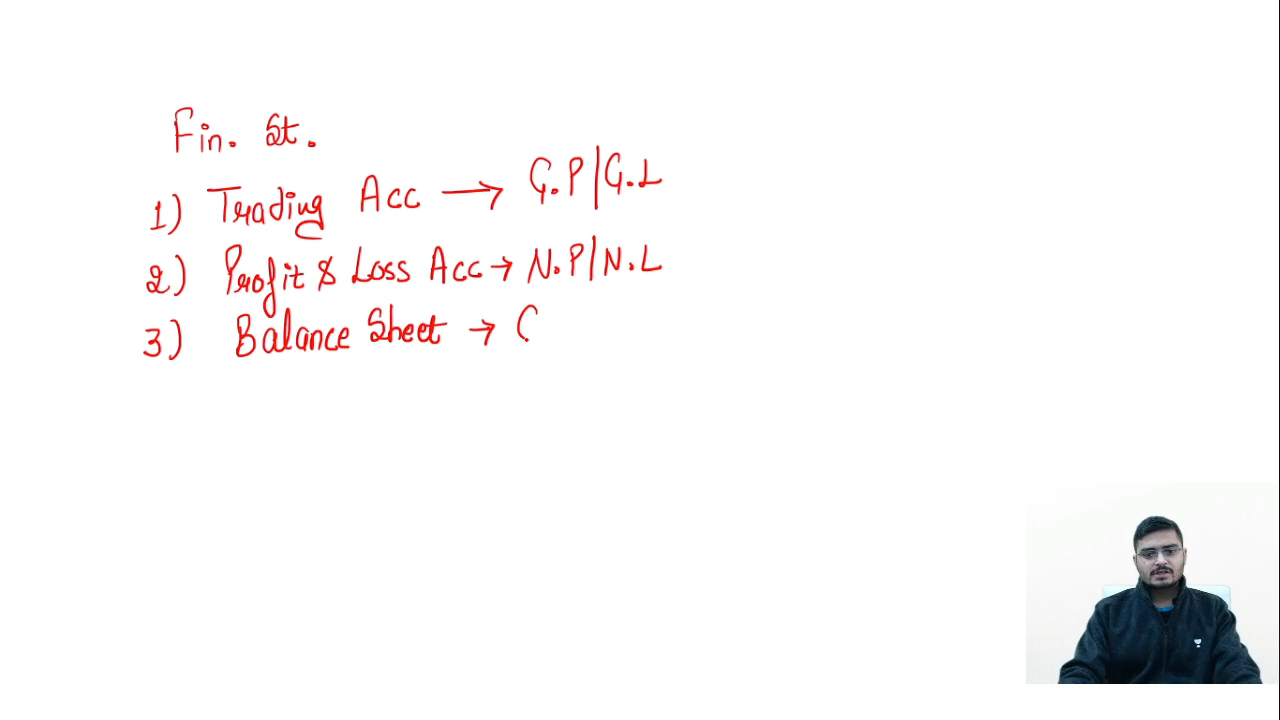 Fin. St.
1) Trading Acc → G.P/G.L
2) Profit & Loss Acc → N.P/N.L
3) Balance Sheet → (